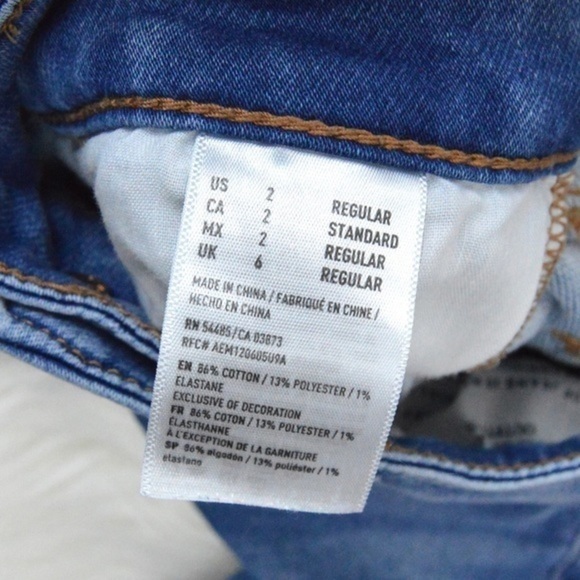 US 2 REGULAR
CA 2 STANDARD
MX 2 REGULAR
UK 6 REGULAR
MADE IN CHINA / FABRIQUÉ EN CHINE /
HECHO EN CHINA
RN 54485/CA 03873
RFC# AEM120605U9A
EN 86% COTTON / 13% POLYESTER / 1%
ELASTANE
EXCLUSIVE OF DECORATION
FR 86% COTON / 13% POLYESTER / 1%
ÉLASTHANNE
À L'EXCEPTION DE LA GARNITURE
SP 86% algodón / 13% poliéster / 1%
elastano